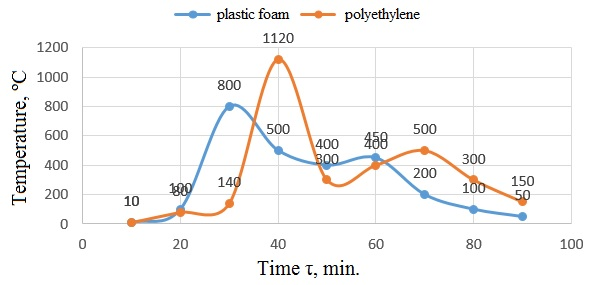 plastic foam polyethylene
1200
1000
800
600
400
200
0
0 20 40 60 80 100
Temperature, °C
Time τ, min.
10 100 800 500 400 450 200 100 50
10 80 140 1120 300 400 500 300 150